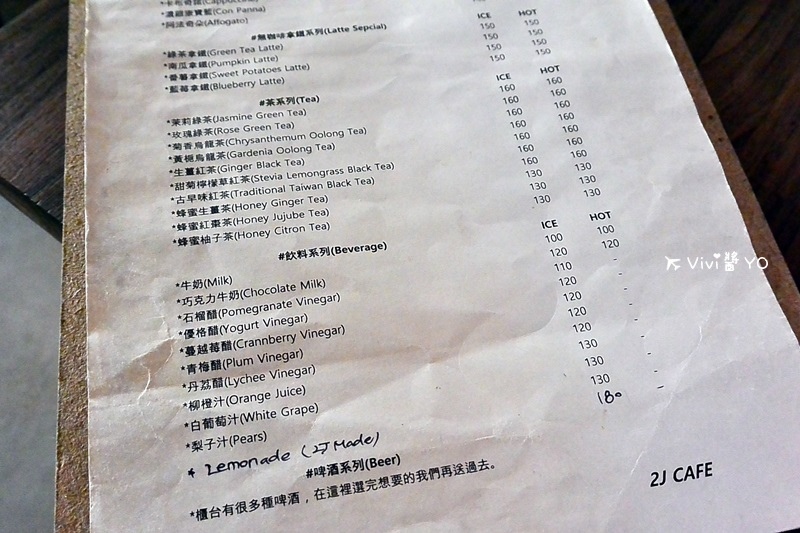 *卡布奇諾(Cappuccino)
*濃縮康寶藍(Con Panna)
*阿法奇朵(Affogato)
#無咖啡拿鐵系列(Latte Sepcial) ICE HOT
*綠茶拿鐵(Green Tea Latte) 150 150
*南瓜拿鐵(Pumpkin Latte) 150 150
*番薯拿鐵(Sweet Potatoes Latte) 150 150
*藍莓拿鐵(Blueberry Latte) 150 150
#茶系列(Tea) ICE HOT
*茉莉綠茶(Jasmine Green Tea) 160 160
*玫瑰綠茶(Rose Green Tea) 160 160
*菊香烏龍茶(Chrysanthemum Oolong Tea) 160 160
*黃梔烏龍茶(Gardenia Oolong Tea) 160 160
*生薑紅茶(Ginger Black Tea) 160 160
*甜菊檸檬草紅茶(Stevia Lemongrass Black Tea) 160 160
*古早味紅茶(Traditional Taiwan Black Tea) 130 160
*蜂蜜生薑茶(Honey Ginger Tea) 130 130
*蜂蜜紅棗茶(Honey Jujube Tea) 130 130
*蜂蜜柚子茶(Honey Citron Tea) 130
#飲料系列(Beverage) ICE HOT
*牛奶(Milk) 100 100
*巧克力牛奶(Chocolate Milk) 120 120
*石榴醋(Pomegranate Vinegar) 110 -
*優格醋(Yogurt Vinegar) 120 -
*蔓越莓醋(Crannberry Vinegar) 120 -
*青梅醋(Plum Vinegar) 120 -
*丹荔醋(Lychee Vinegar) 120 -
*柳橙汁(Orange Juice) 130 -
*白葡萄汁(White Grape) 130 -
*梨子汁(Pears) 130 -
* Lemonade (2J Made) 180
#啤酒系列(Beer)
*櫃台有很多種啤酒，在這裡選完想要的我們再送過去。
2J CAFE
Vivi醬YO